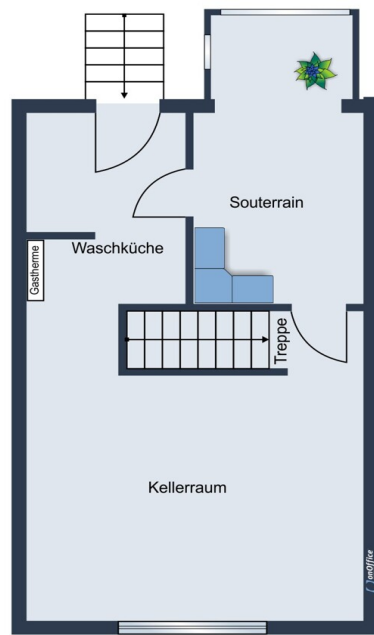 Souterrain
Waschküche
Gastherme
Treppe
Kellerraum
onOffice